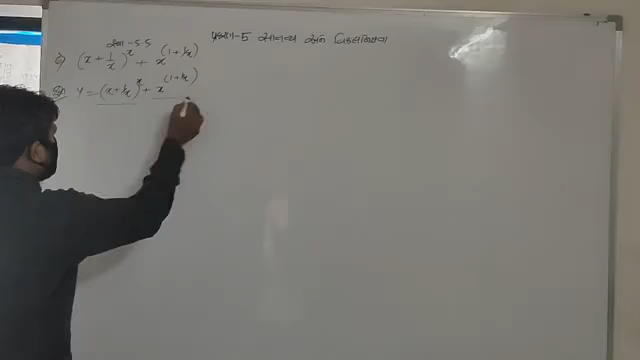 પ્રકરણ-5 સાતત્ય અને વિકલનીયતા
સ્વા-5.5
(x + 1/x)^x + x^(1+1/x)
y = (x+1/x)^x + x^(1+1/x)